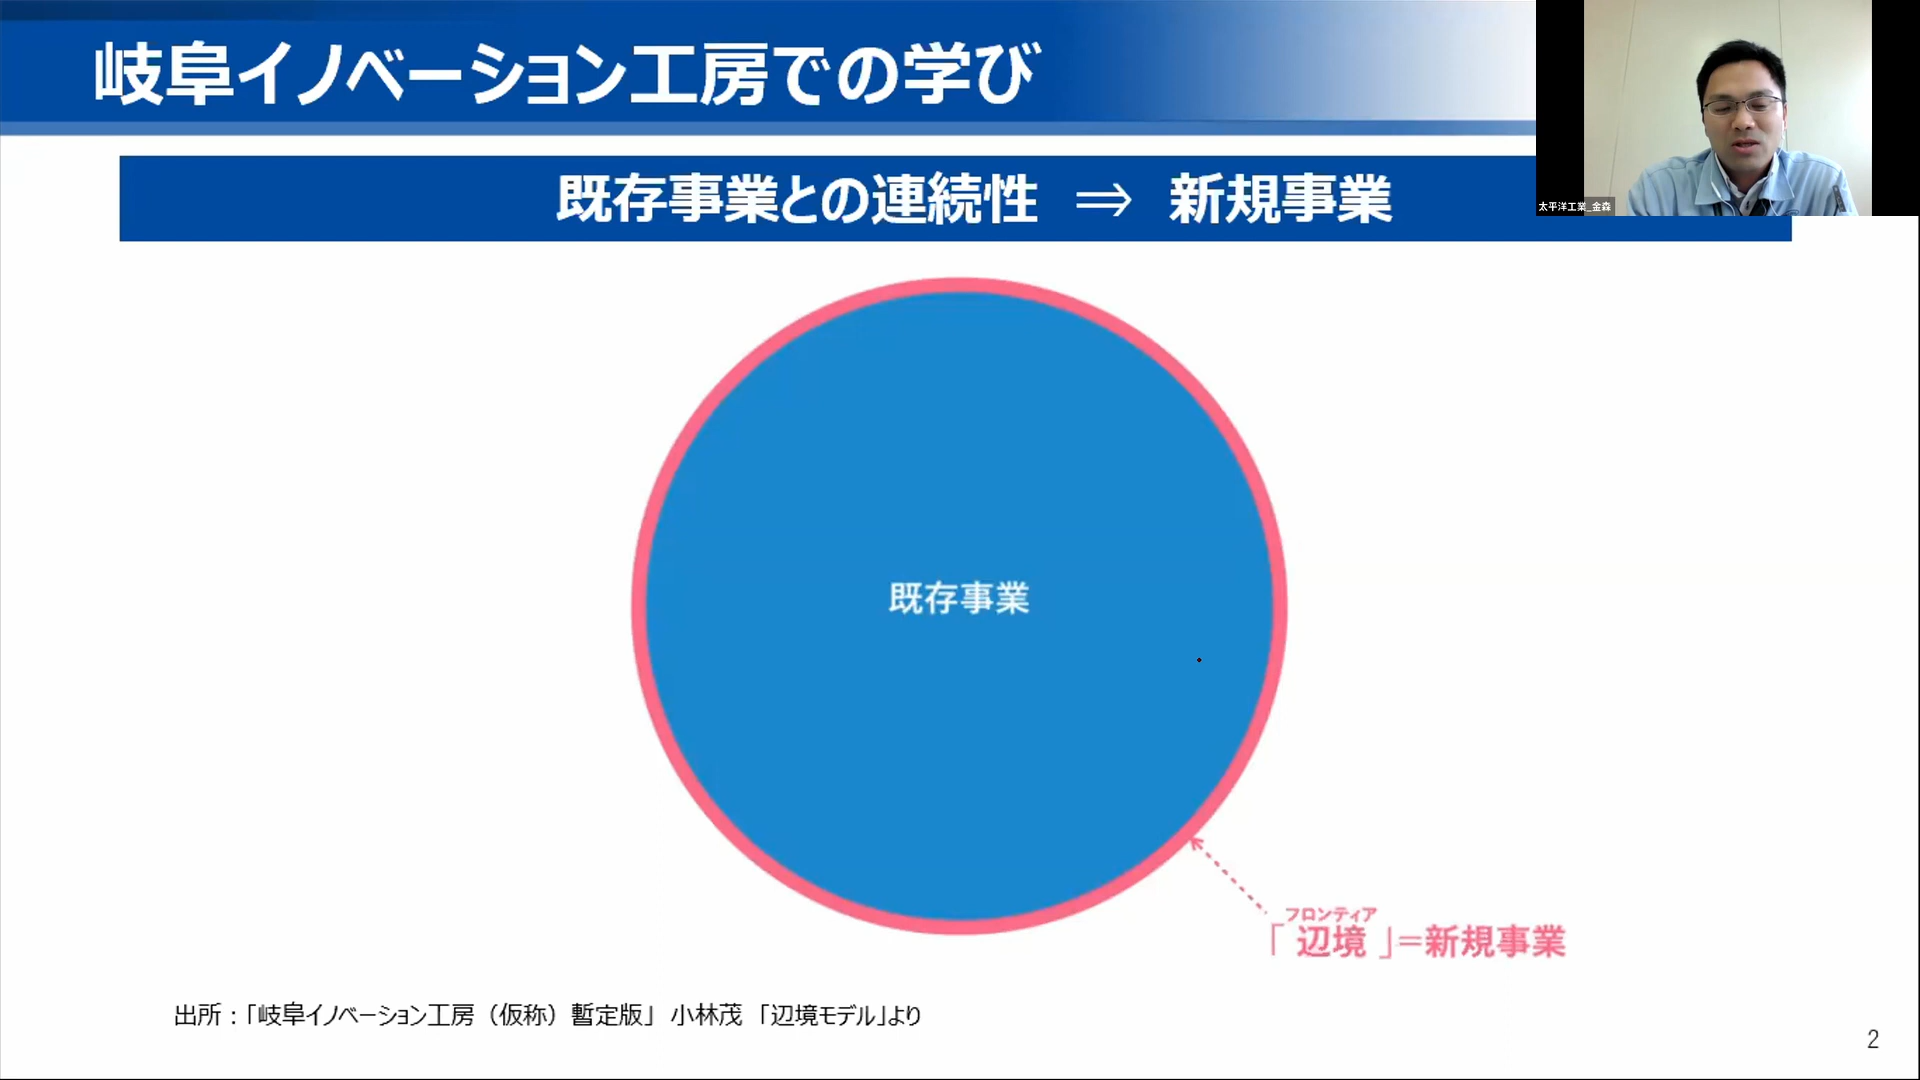 岐阜イノベーション工房での学び
太平洋工業_金森
既存事業との連続性 ⇒ 新規事業
既存事業
フロンティア
「辺境」=新規事業
出所：「岐阜イノベーション工房（仮称）暫定版」 小林茂 「辺境モデル」より
2